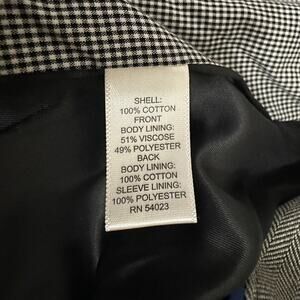 SHELL:
100% COTTON
FRONT
BODY LINING:
51% VISCOSE
49% POLYESTER
BACK
BODY LINING:
100% COTTON
SLEEVE LINING:
100% POLYESTER
RN 54023